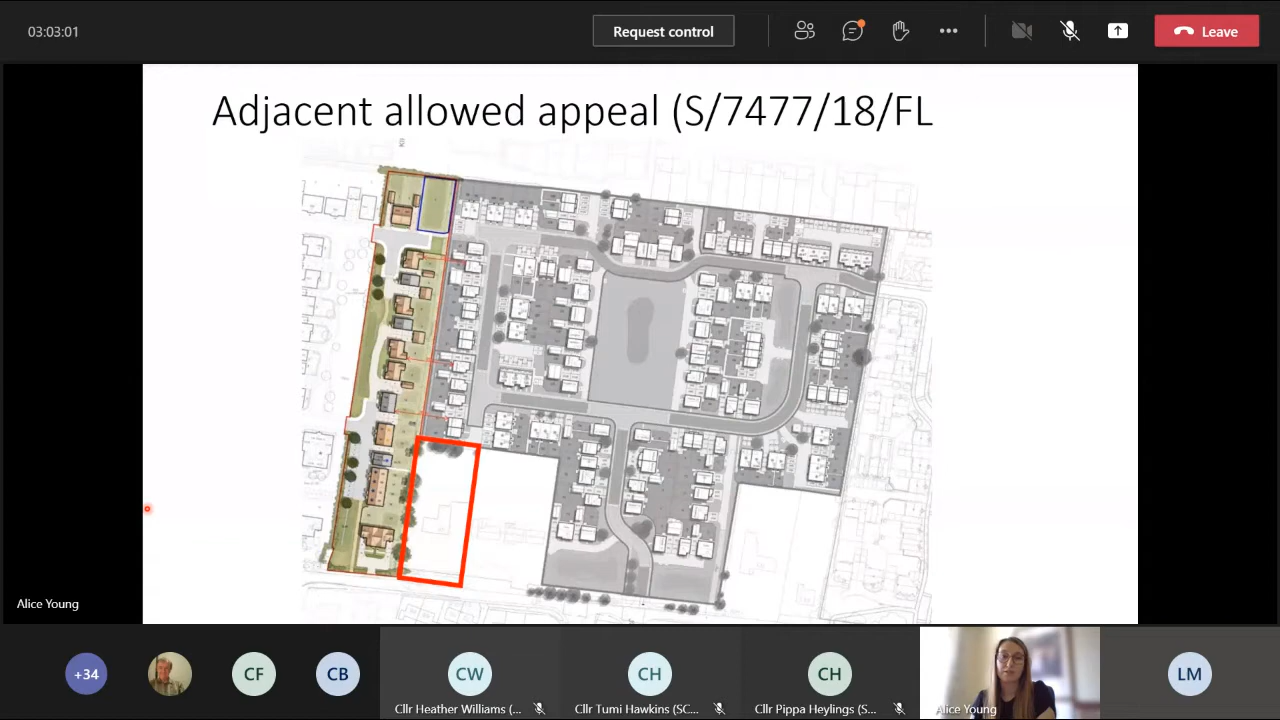 03:03:01
Request control
Leave
Adjacent allowed appeal (S/7477/18/FL
Alice Young
+34
CF
CB
CW
CH
CH
LM
Cllr Heather Williams (...
Cllr Tumi Hawkins (SC...
Cllr Pippa Heylings (S...
Alice Young